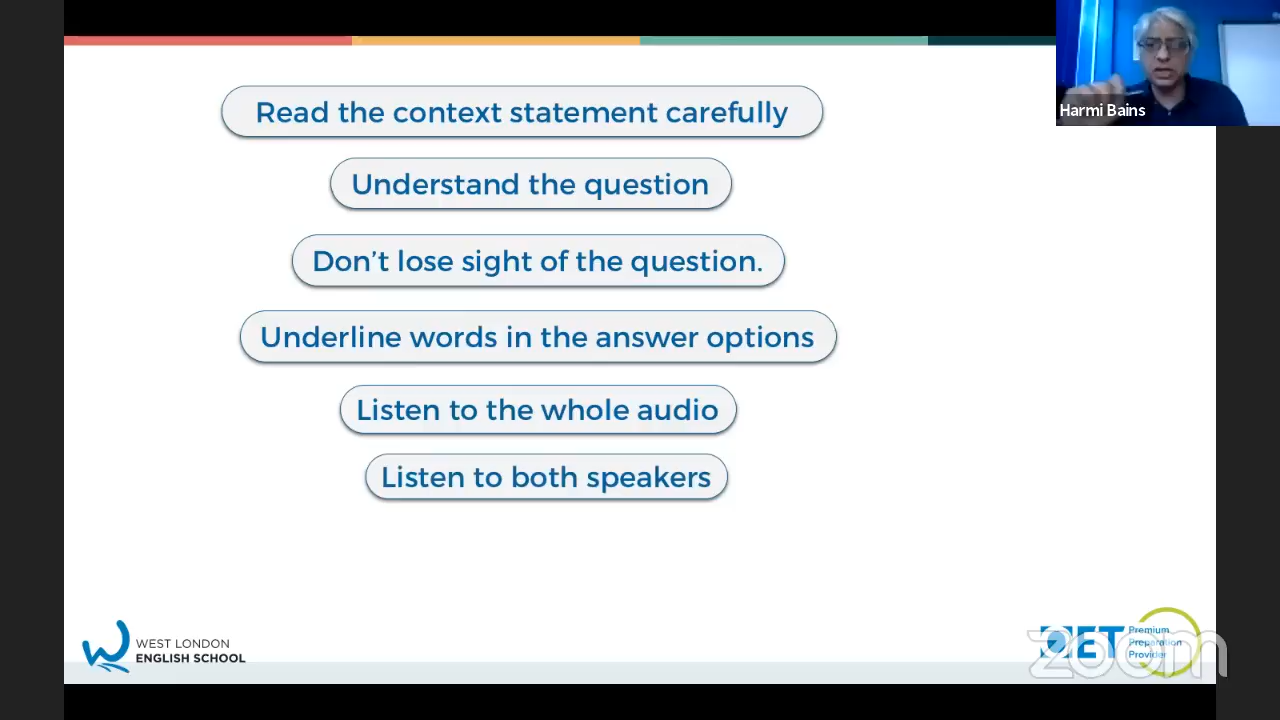 Read the context statement carefully
Harmi Bains
Understand the question
Don't lose sight of the question.
Underline words in the answer options
Listen to the whole audio
Listen to both speakers
WEST LONDON
ENGLISH SCHOOL
OET
Premium
Preparation
Provider
zoom